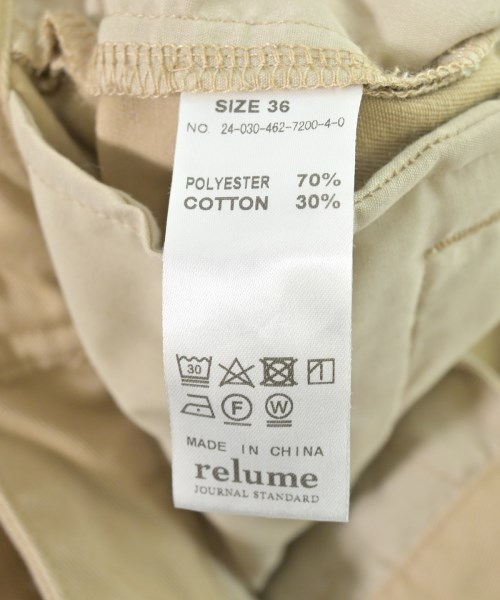 SIZE 36
NO. 24-030-462-7200-4-0
POLYESTER 70%
COTTON 30%
30
F W
MADE IN CHINA
relume
JOURNAL STANDARD